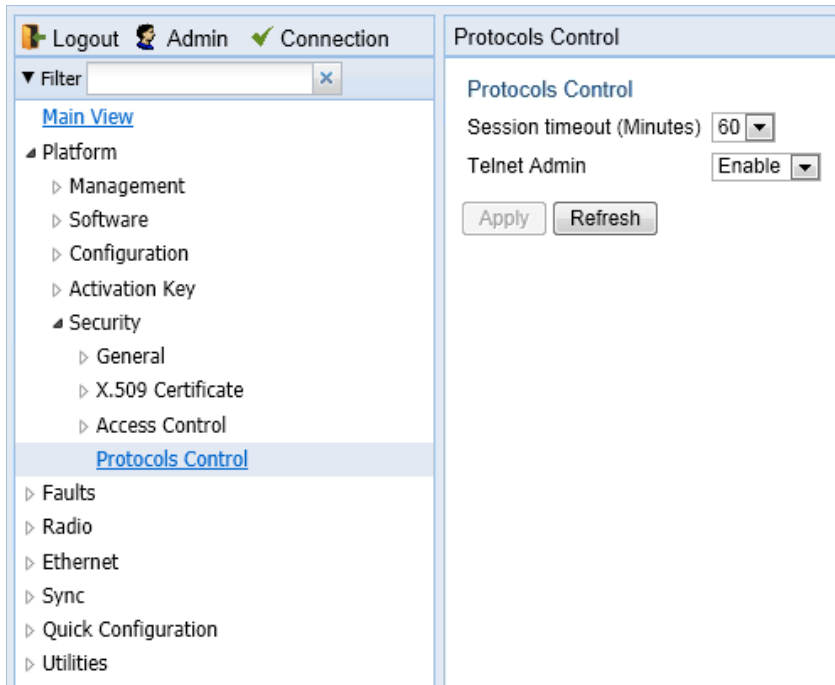 Logout Admin Connection
Filter
Main View
Platform
Management
Software
Configuration
Activation Key
Security
General
X.509 Certificate
Access Control
Protocols Control
Faults
Radio
Ethernet
Sync
Quick Configuration
Utilities
Protocols Control
Protocols Control
Session timeout (Minutes) 60
Telnet Admin Enable
Apply Refresh